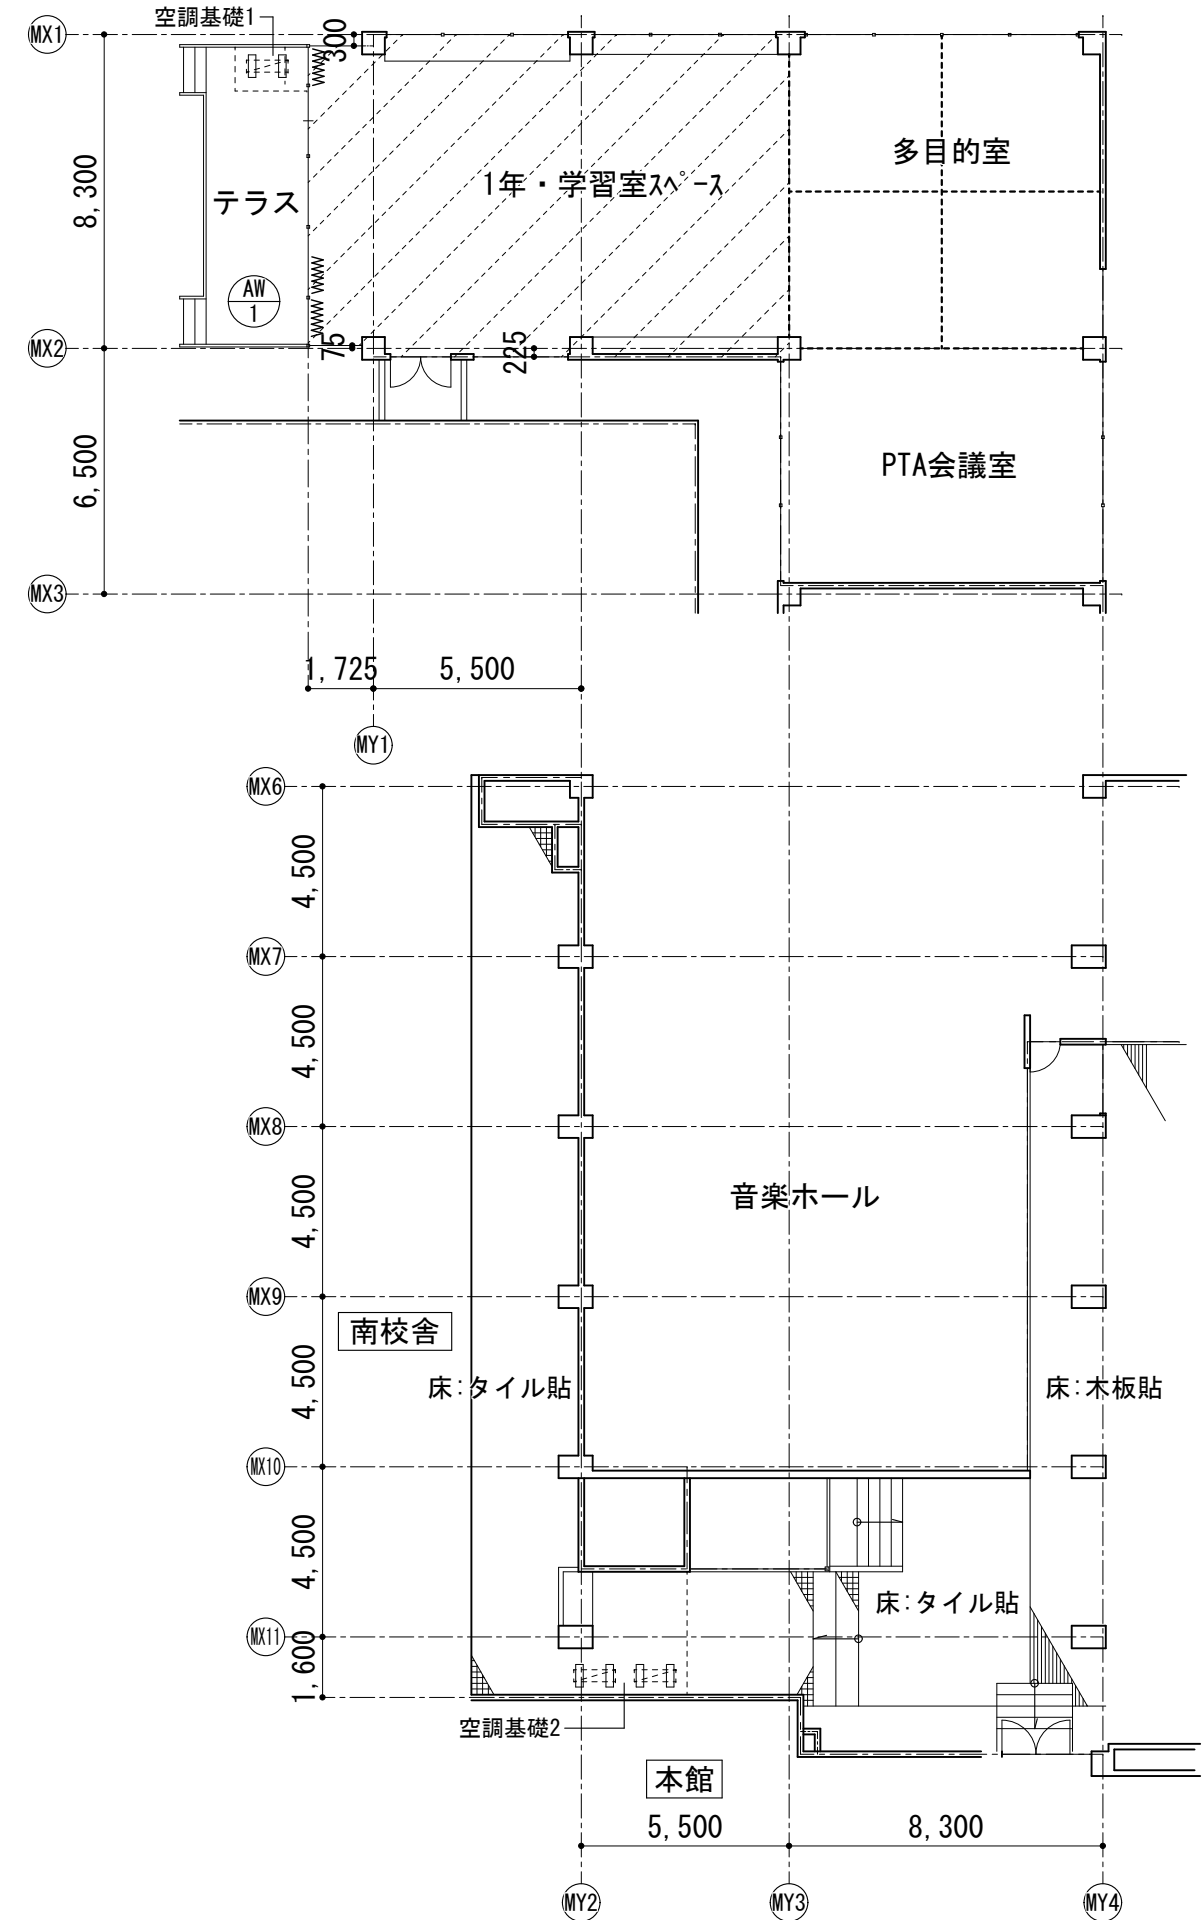 空調基礎1
MX1
300
多目的室
1年・学習室ｽﾍﾟｰｽ
8,300
テラス
AW
1
75
225
MX2
PTA会議室
6,500
MX3
1,725
5,500
MY1
MX6
4,500
MX7
4,500
MX8
音楽ホール
4,500
MX9
南校舎
4,500
床:タイル貼
床:木板貼
MX10
4,500
床:タイル貼
MX11
1,600
空調基礎2
本館
5,500
8,300
MY2
MY3
MY4